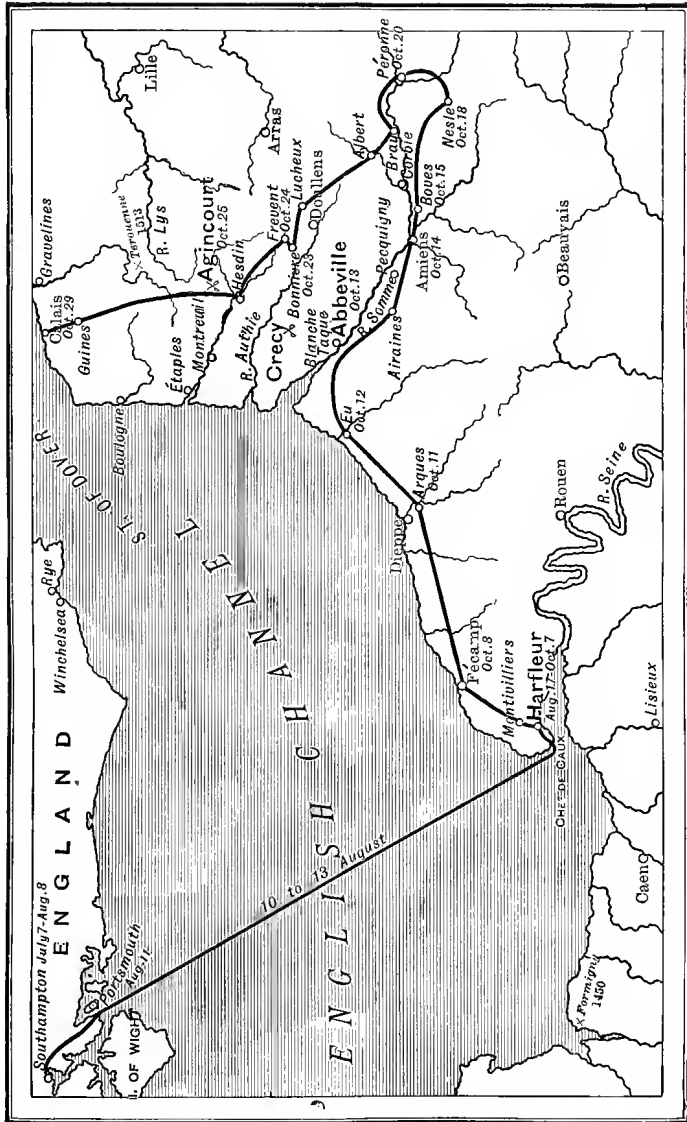 Southampton July 7-Aug. 8
ENGLAND
Portsmouth
Aug. 11
I. OF WIGHT
Winchelsea
Rye
ST. OF DOVER
ENGLISH CHANNEL
10 to 13 August
Gravelines
Calais
Oct. 29
Guines
Boulogne
Lille
Terouenne
1513
R. Lys
Étaples
Montreuil
Agincourt
Oct. 25
Hesdin
Arras
R. Authie
Frevent
Oct. 24
Lucheux
Crecy
Bonnieres
Oct. 23
Doullens
Albert
Péronne
Oct. 20
Blanche
Taque
Abbeville
Oct. 13
Pecquigny
Bray
Corbie
Nesle
Oct. 18
Eu
Oct. 12
R. Somme
Airaines
Amiens
Oct. 14
Boves
Oct. 15
Dieppe
Arques
Oct. 11
Beauvais
Fécamp
Oct. 8
Montivilliers
Harfleur
Aug. 17-Oct. 7
CHEF-DE-CAUX
Rouen
R. Seine
Lisieux
Caen
Formigny
1450